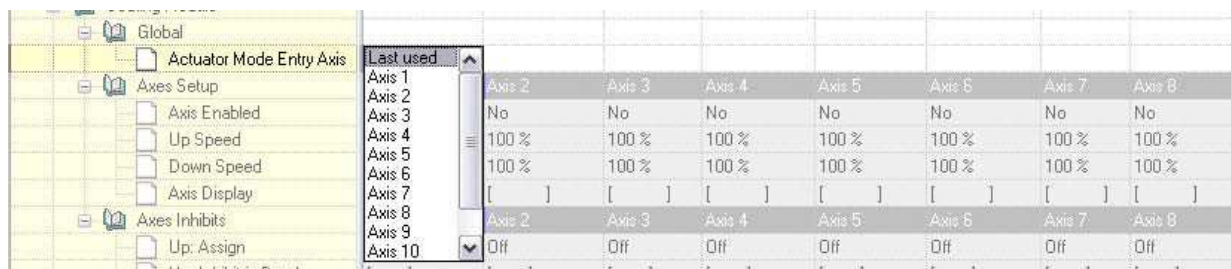 Global
Actuator Mode Entry Axis Last used
Axis 1
Axis 2
Axis 3
Axis 4
Axis 5
Axis 6
Axis 7
Axis 8
Axis 9
Axis 10
Axes Setup Axis 2 Axis 3 Axis 4 Axis 5 Axis 6 Axis 7 Axis 8
Axis Enabled No No No No No No No
Up Speed 100 % 100 % 100 % 100 % 100 % 100 % 100 %
Down Speed 100 % 100 % 100 % 100 % 100 % 100 % 100 %
Axis Display [ ] [ ] [ ] [ ] [ ] [ ] [ ]
Axes Inhibits Axis 2 Axis 3 Axis 4 Axis 5 Axis 6 Axis 7 Axis 8
Up: Assign Off Off Off Off Off Off Off